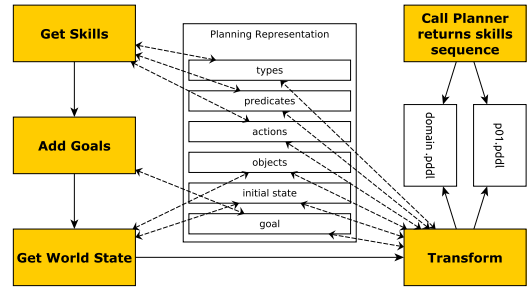 Get Skills
Add Goals
Get World State
Planning Representation
types
predicates
actions
objects
initial state
goal
Call Planner
returns skills
sequence
domain.pddl
p01.pddl
Transform